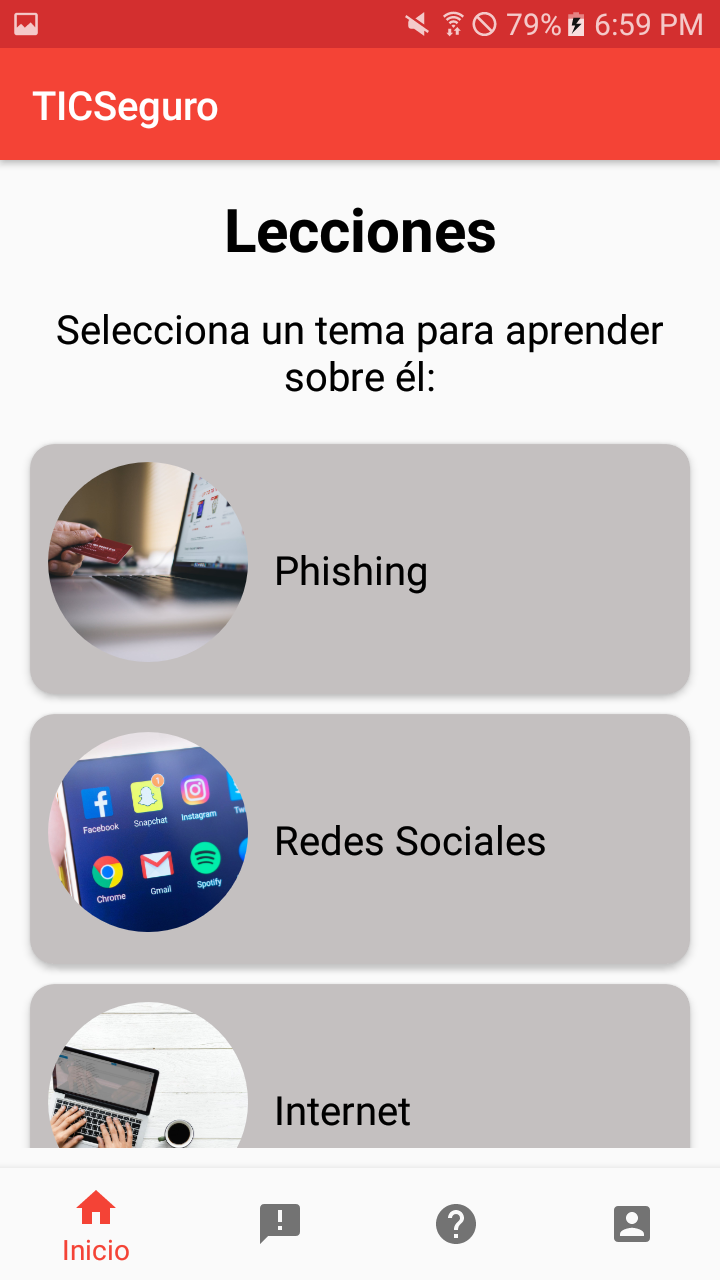 79% 6:59 PM
TICSeguro
Lecciones
Selecciona un tema para aprender
sobre él:
Phishing
Facebook
Snapchat
1
Instagram
Chrome
Gmail
Spotify
Redes Sociales
Internet
Inicio